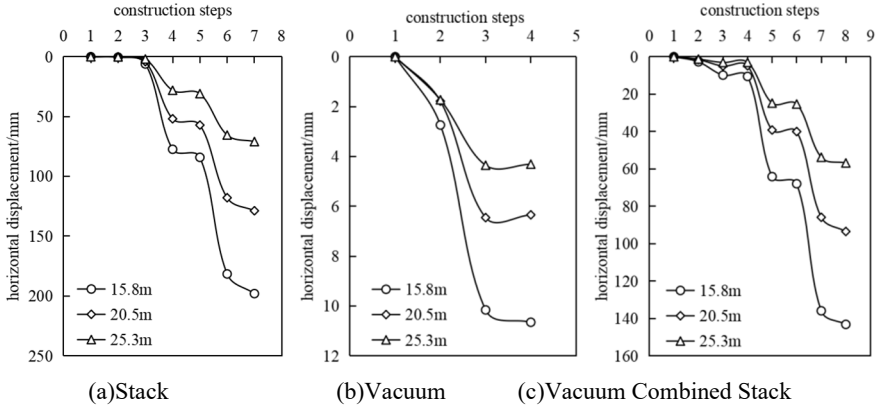 construction steps
0 1 2 3 4 5 6 7 8
0
50
100
150
200
250
horizontal displacement/mm
15.8m
20.5m
25.3m
(a)Stack
construction steps
0 1 2 3 4 5
0
2
4
6
8
10
12
horizontal displacement/mm
15.8m
20.5m
25.3m
(b)Vacuum
construction steps
0 1 2 3 4 5 6 7 8 9
0
20
40
60
80
100
120
140
160
horizontal displacement/mm
15.8m
20.5m
25.3m
(c)Vacuum Combined Stack